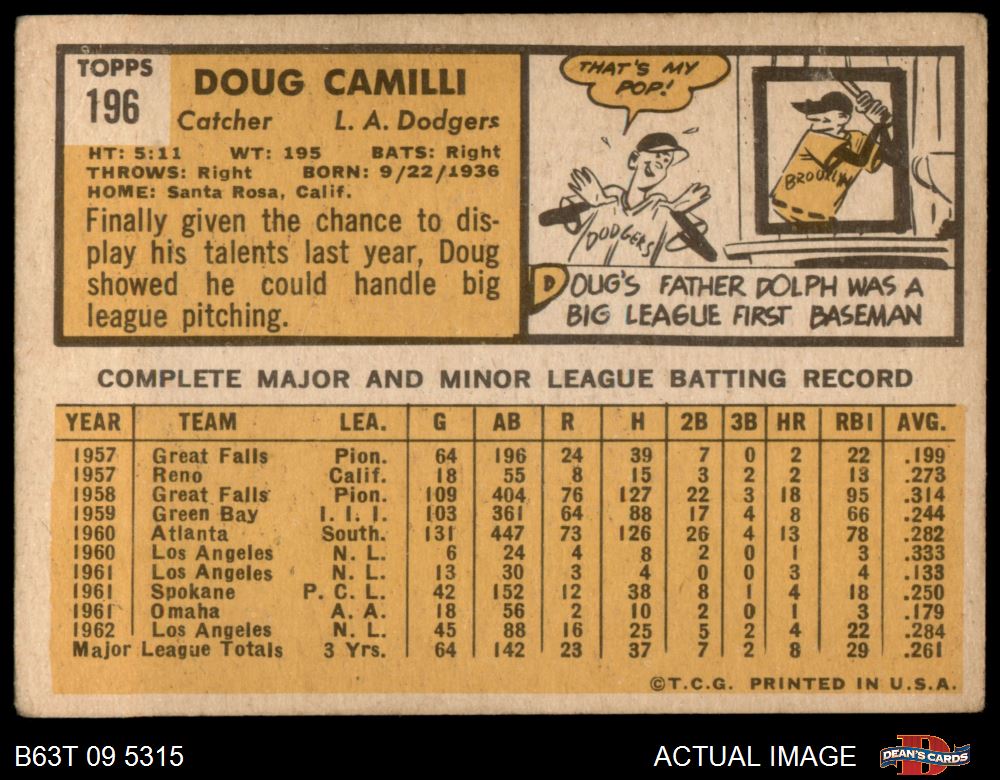 TOPPS
196
DOUG CAMILLI
Catcher L. A. Dodgers
HT: 5:11 WT: 195 BATS: Right
THROWS: Right BORN: 9/22/1936
HOME: Santa Rosa, Calif.
Finally given the chance to dis-
play his talents last year, Doug
showed he could handle big
league pitching.
THAT'S MY
POP!
DODGERS
BROOKLYN
DOUG'S FATHER DOLPH WAS A
BIG LEAGUE FIRST BASEMAN
COMPLETE MAJOR AND MINOR LEAGUE BATTING RECORD
YEAR TEAM LEA. G AB R H 2B 3B HR RBI AVG.
1957 Great Falls Pion. 64 196 24 39 7 0 2 22 .199
1957 Reno Calif. 18 55 8 15 3 2 2 13 .273
1958 Great Falls Pion. 109 404 76 127 22 3 18 95 .314
1959 Green Bay I. I. I. 103 361 64 88 17 4 8 66 .244
1960 Atlanta South. 131 447 73 126 26 4 13 78 .282
1960 Los Angeles N. L. 6 24 4 8 2 0 1 3 .333
1961 Los Angeles N. L. 13 30 3 4 0 0 3 4 .133
1961 Spokane P. C. L. 42 152 12 38 8 1 4 18 .250
1961 Omaha A. A. 18 56 2 10 2 0 1 3 .179
1962 Los Angeles N. L. 45 88 16 25 5 2 4 22 .284
Major League Totals 3 Yrs. 64 142 23 37 7 2 8 29 .261
©T.C.G. PRINTED IN U.S.A.
B63T 09 5315 ACTUAL IMAGE DEAN'S CARDS